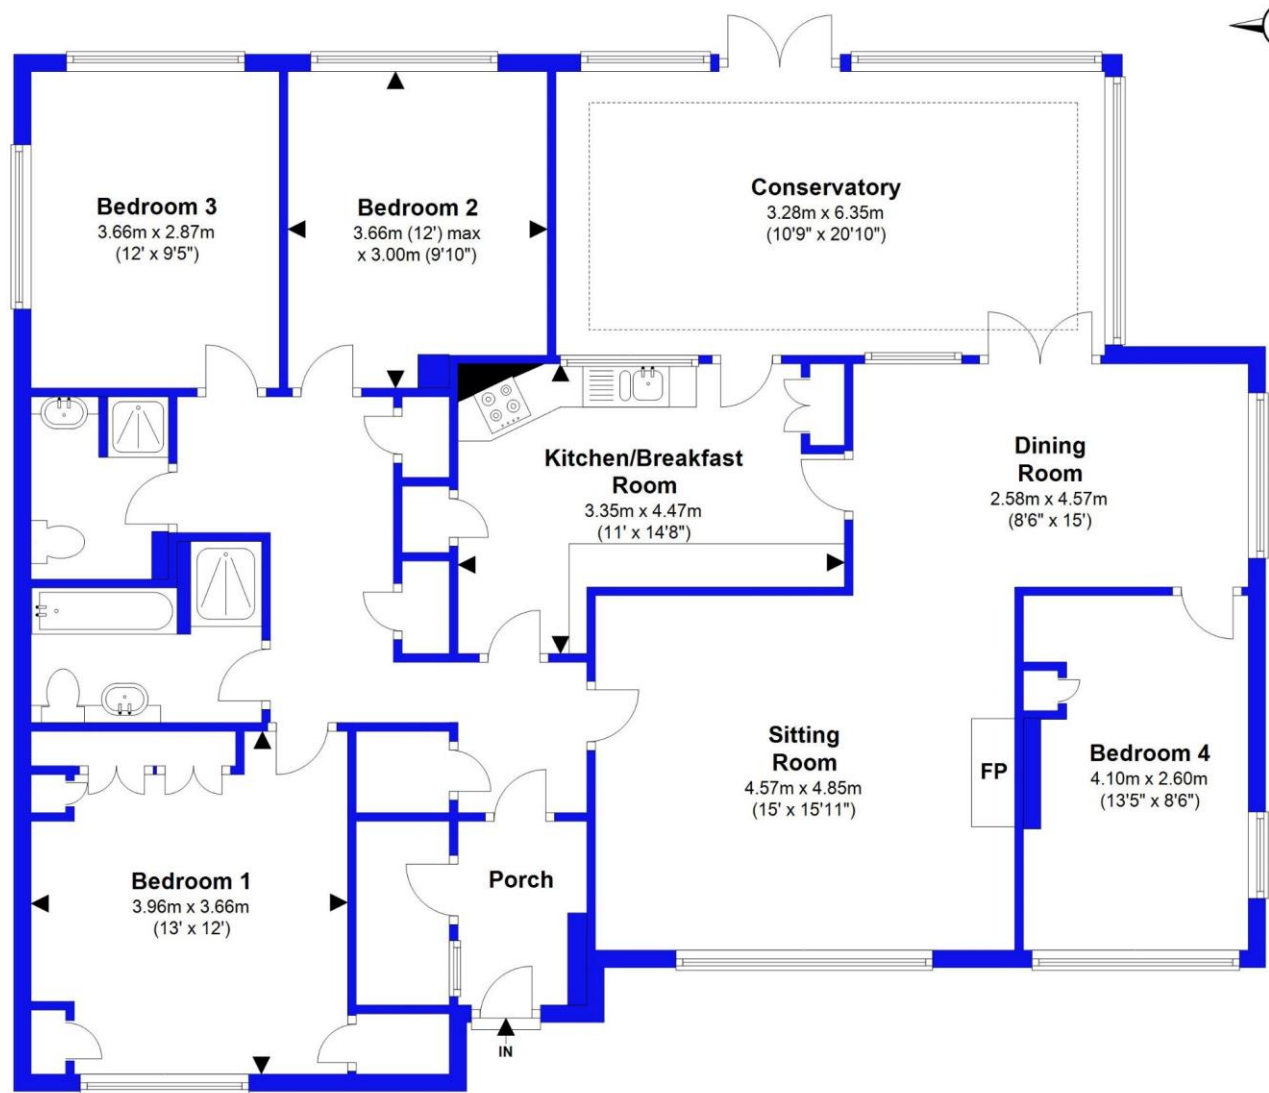 Bedroom 3
3.66m x 2.87m
(12' x 9'5")
Bedroom 2
3.66m (12') max
x 3.00m (9'10")
Conservatory
3.28m x 6.35m
(10'9" x 20'10")
Kitchen/Breakfast
Room
3.35m x 4.47m
(11' x 14'8")
Dining
Room
2.58m x 4.57m
(8'6" x 15')
Sitting
Room
4.57m x 4.85m
(15' x 15'11")
FP
Bedroom 4
4.10m x 2.60m
(13'5" x 8'6")
Bedroom 1
3.96m x 3.66m
(13' x 12')
Porch
IN